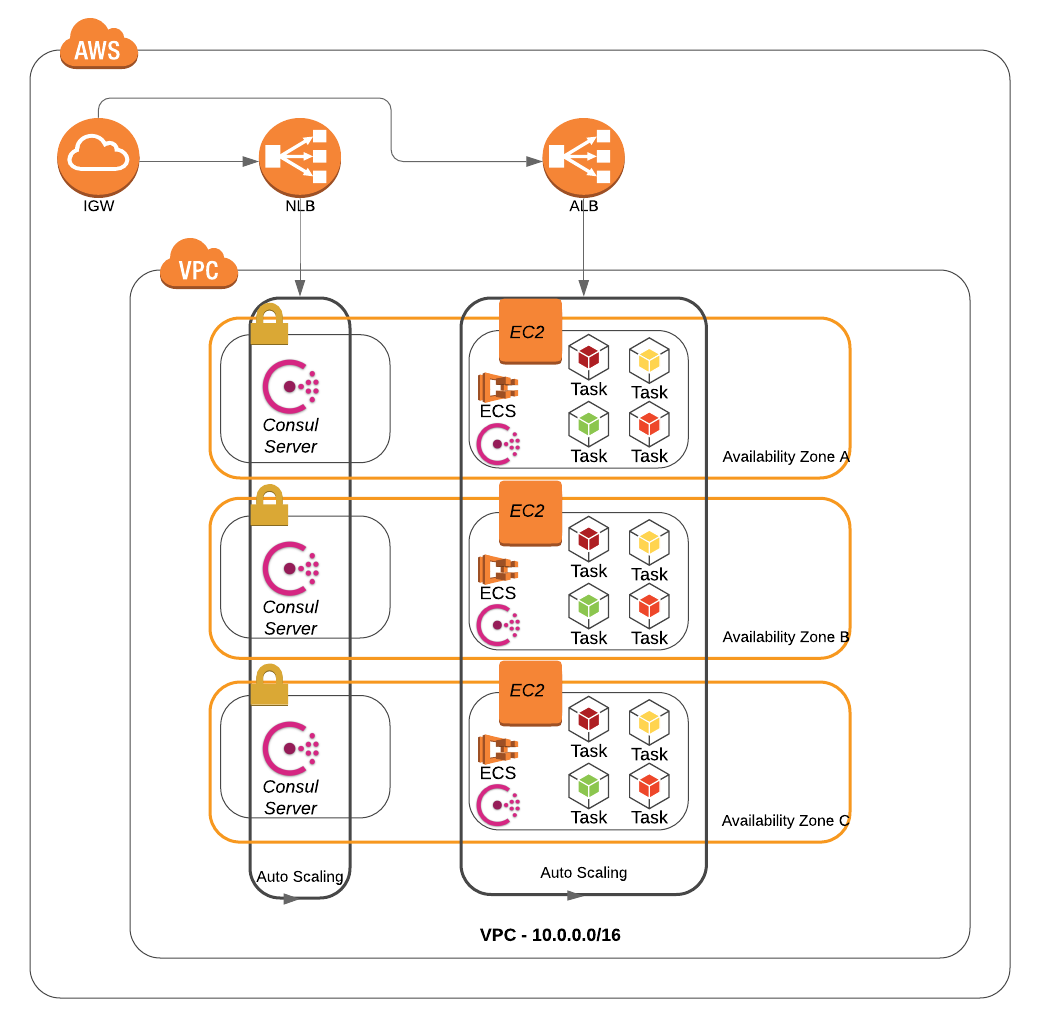 AWS
IGW
NLB
ALB
VPC
EC2
Task
Task
ECS
Consul
Server
Task
Task
Availability Zone A
EC2
Task
Task
ECS
Consul
Server
Task
Task
Availability Zone B
EC2
Task
Task
ECS
Consul
Server
Task
Task
Availability Zone C
Auto Scaling
Auto Scaling
VPC - 10.0.0.0/16